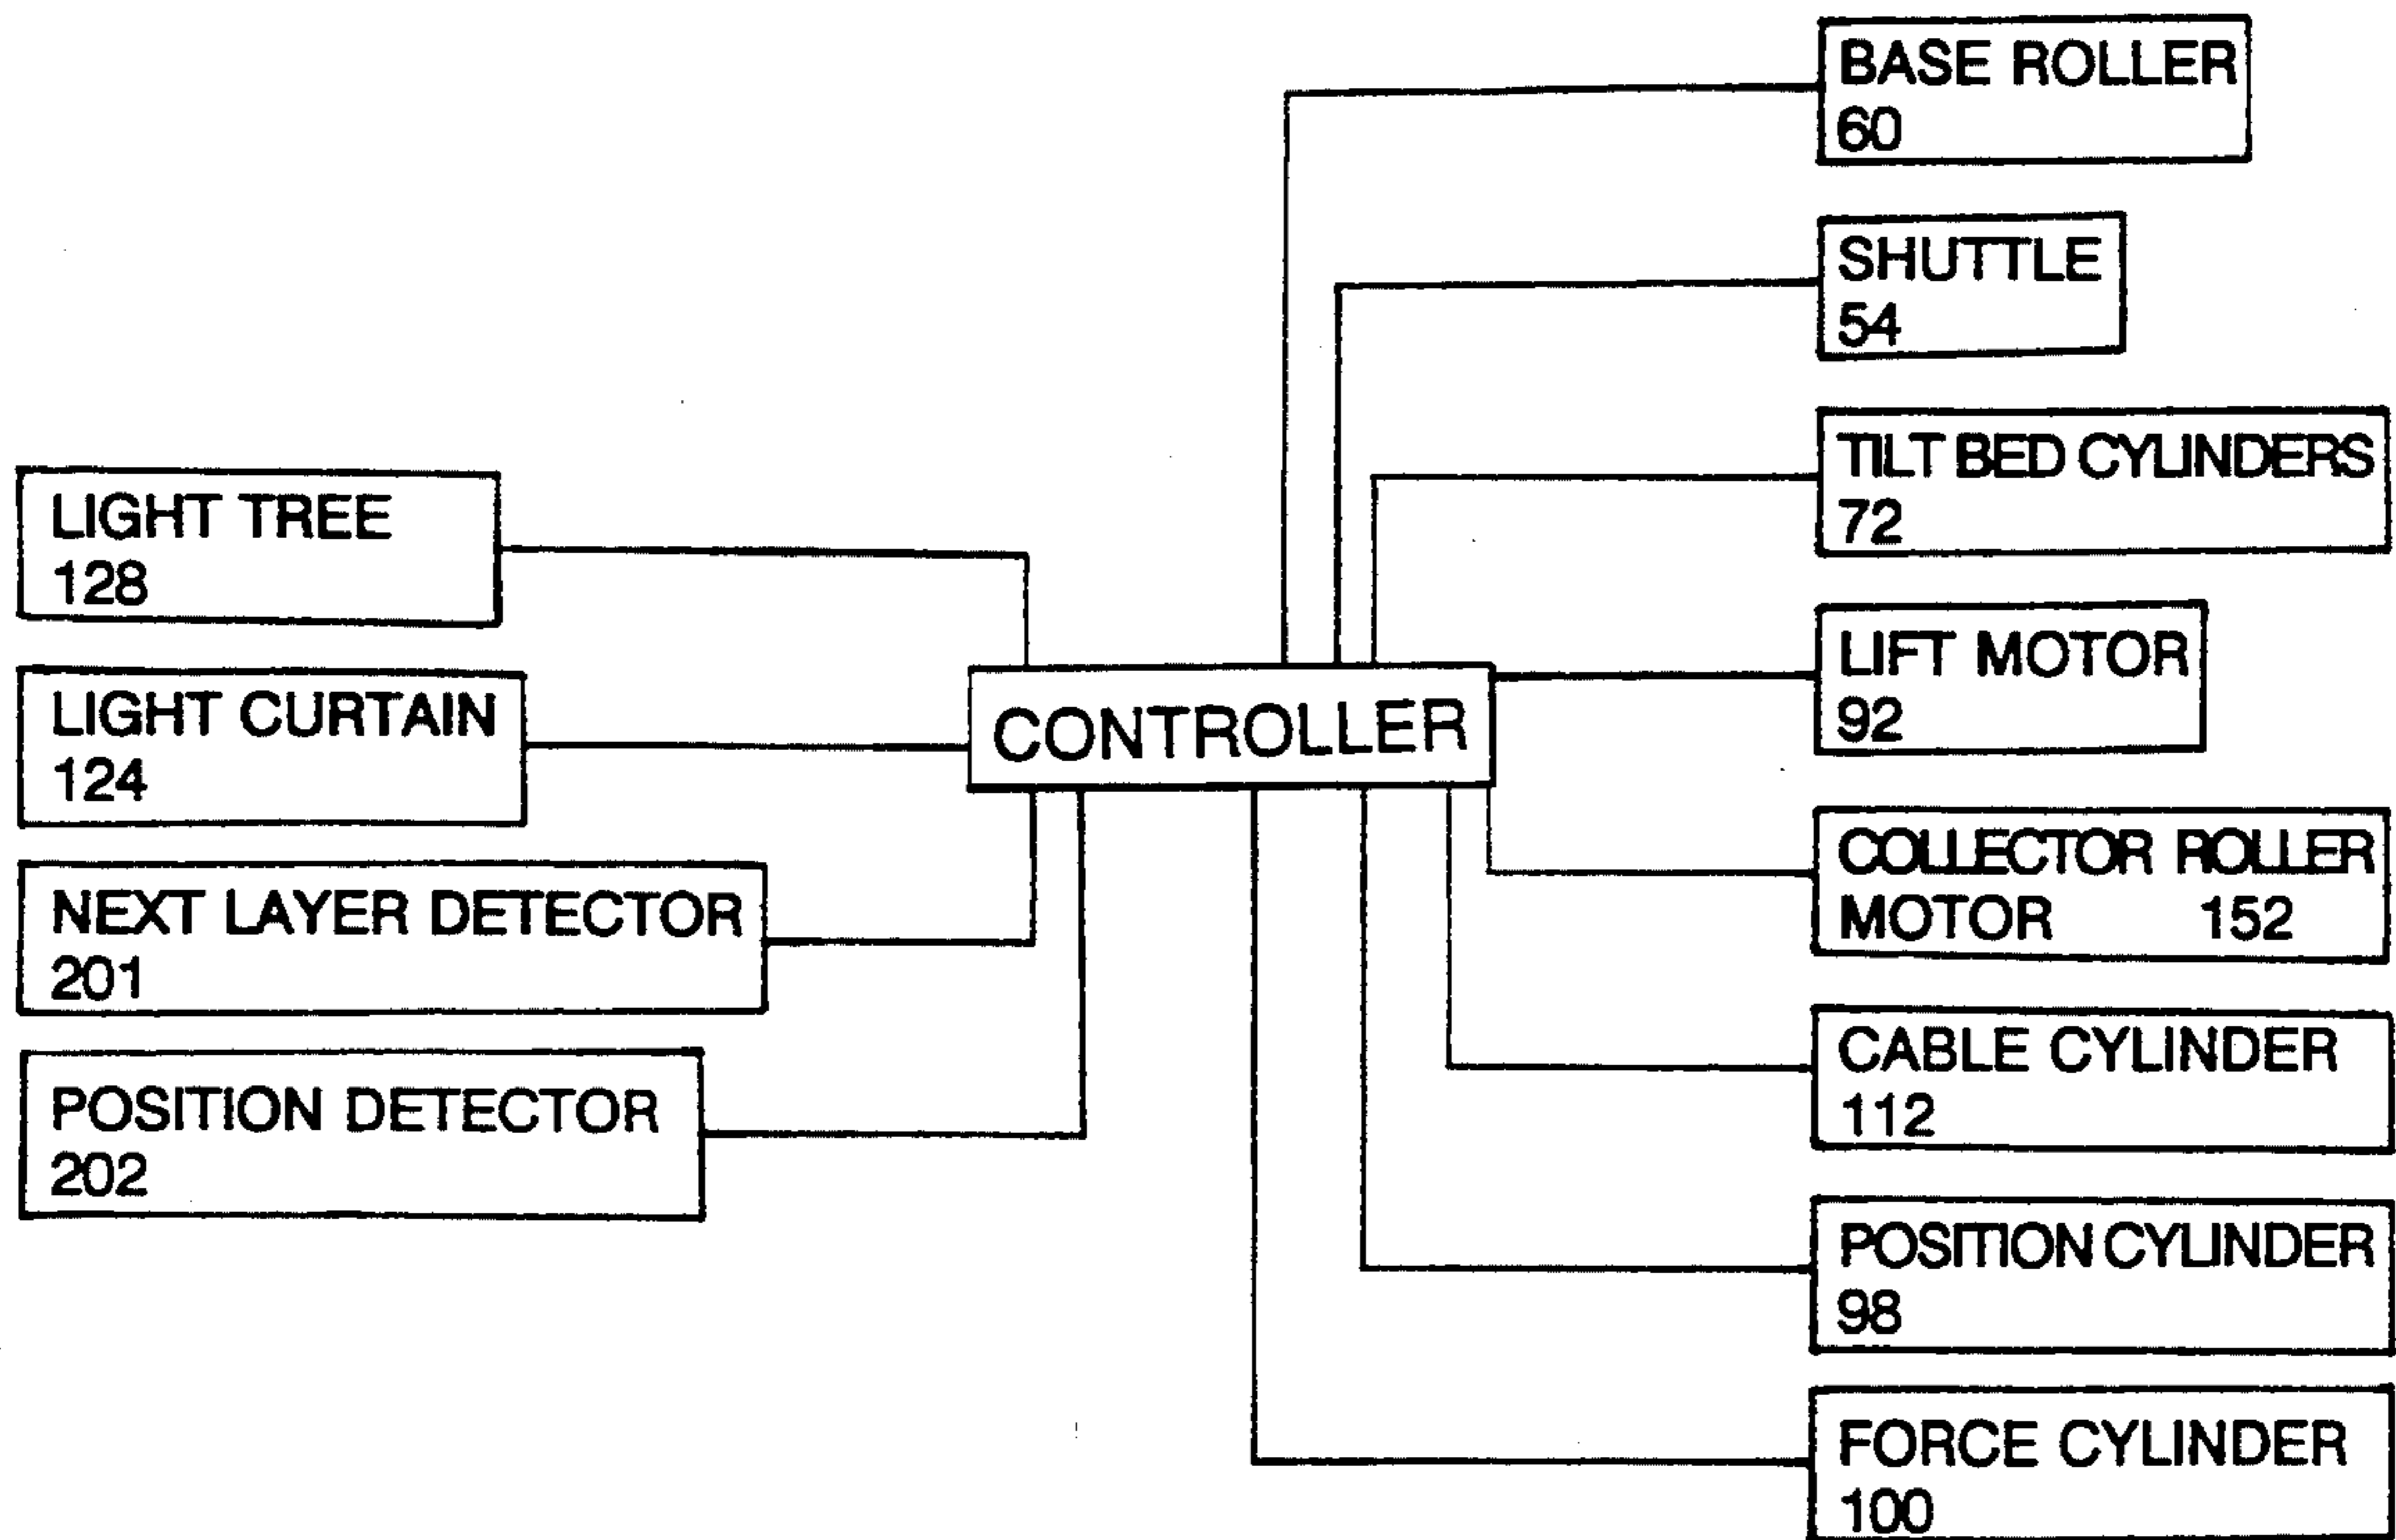 BASE ROLLER
60
SHUTTLE
54
TILT BED CYLINDERS
72
LIGHT TREE
128
LIFT MOTOR
92
LIGHT CURTAIN
124
CONTROLLER
COLLECTOR ROLLER
MOTOR 152
NEXT LAYER DETECTOR
201
CABLE CYLINDER
112
POSITION DETECTOR
202
POSITION CYLINDER
98
FORCE CYLINDER
100